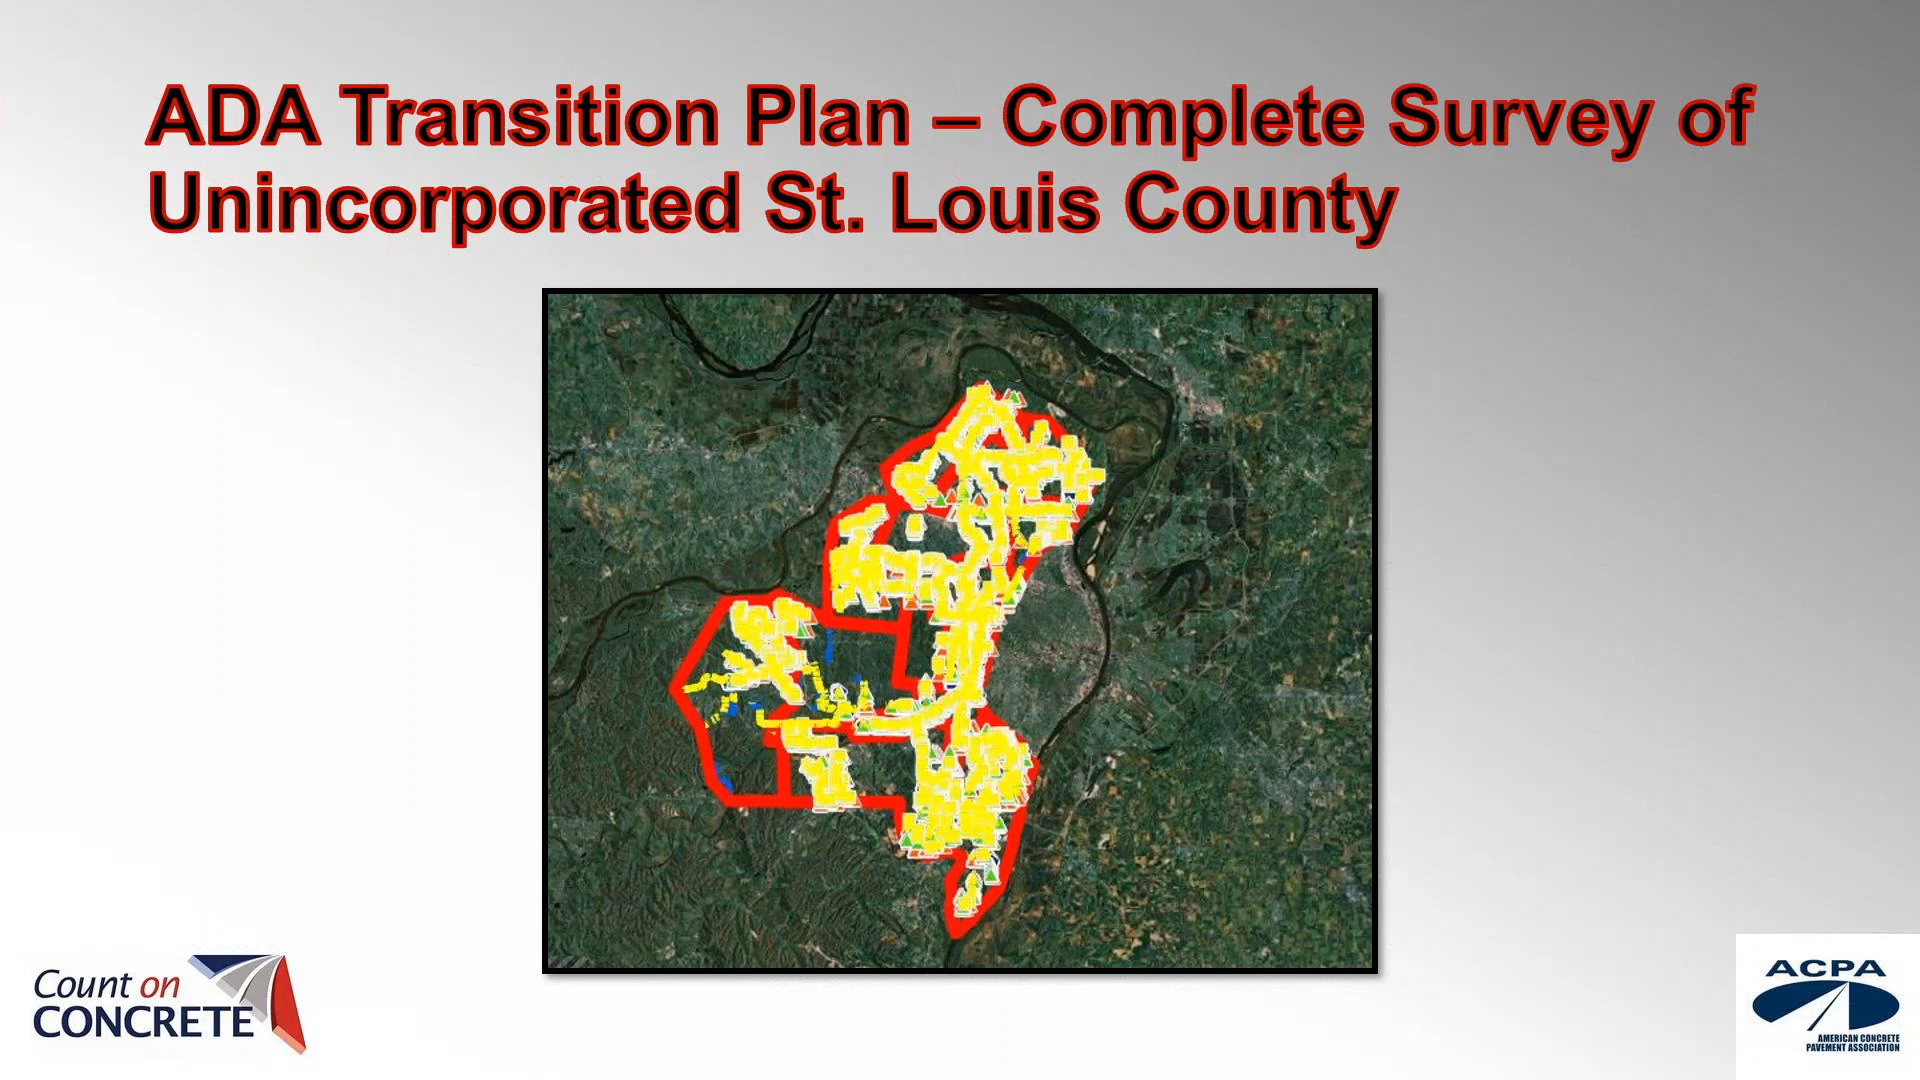 ADA Transition Plan – Complete Survey of
Unincorporated St. Louis County
Count on
CONCRETE
ACPA
AMERICAN CONCRETE
PAVEMENT ASSOCIATION